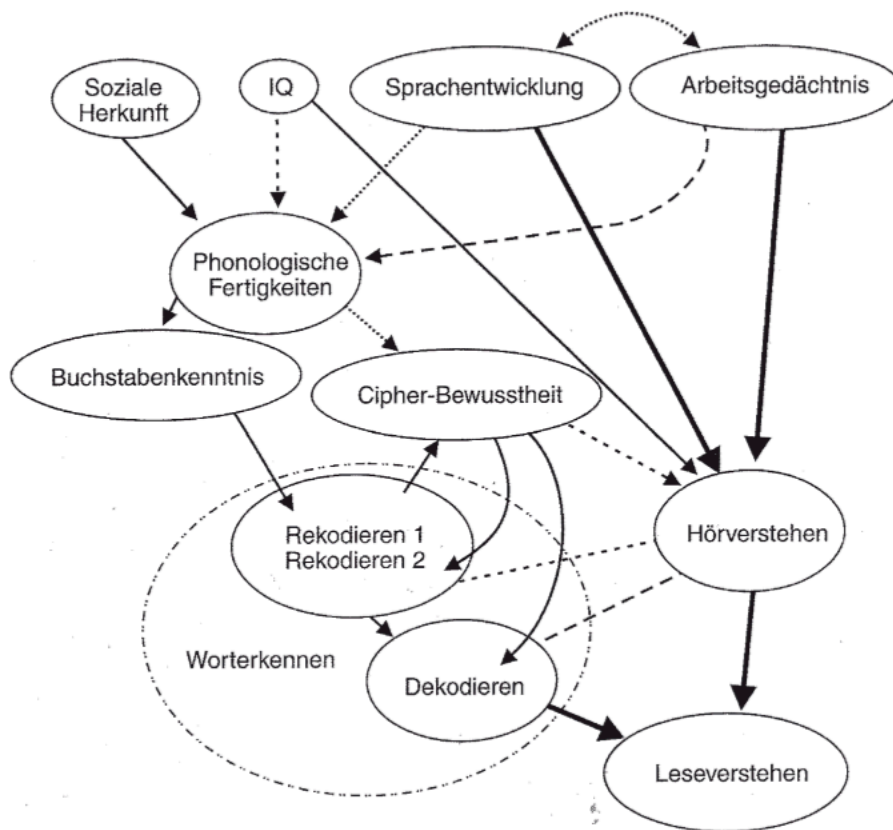 Soziale
Herkunft
IQ
Sprachentwicklung
Arbeitsgedächtnis
Phonologische
Fertigkeiten
Buchstabenkenntnis
Cipher-Bewusstheit
Rekodieren 1
Rekodieren 2
Hörverstehen
Worterkennen
Dekodieren
Leseverstehen